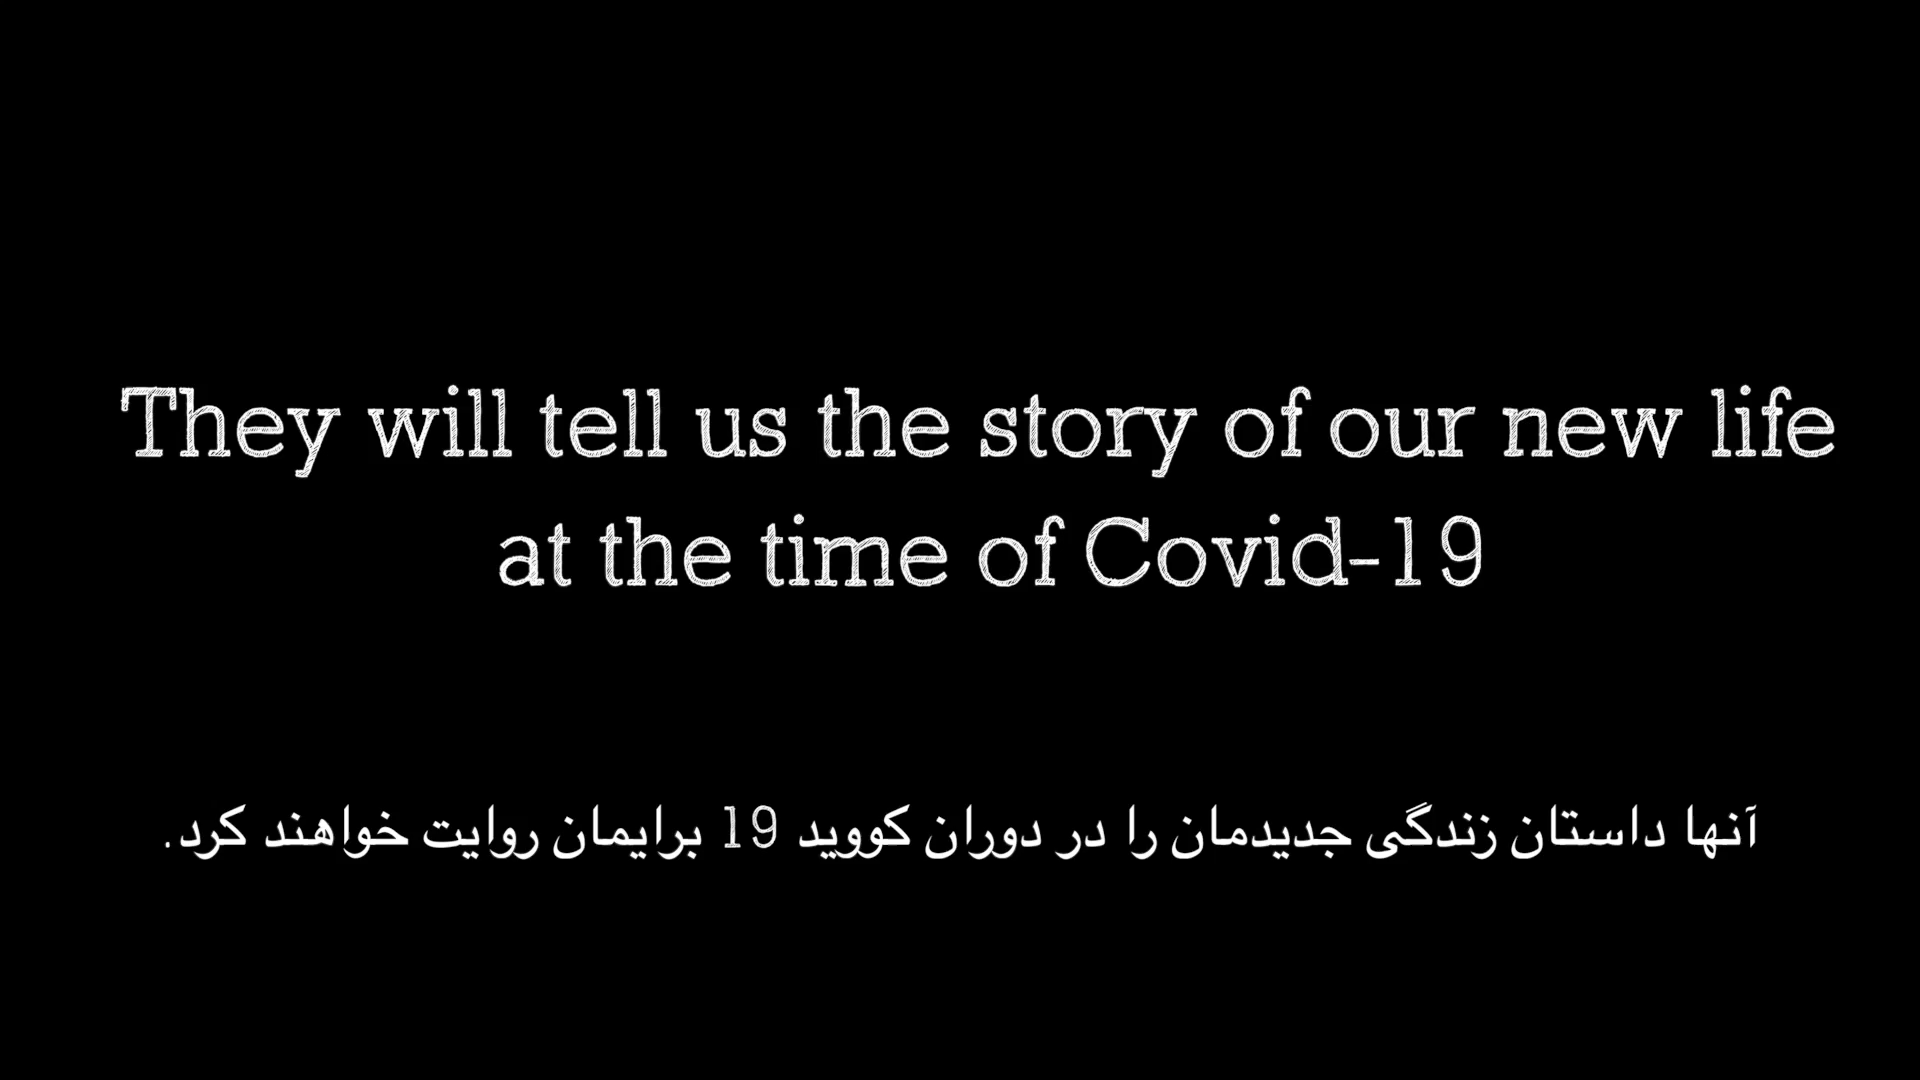 They will tell us the story of our new life
at the time of Covid-19
آنها داستان زندگی جدیدمان را در دوران کووید 19 برایمان روایت خواهند کرد.